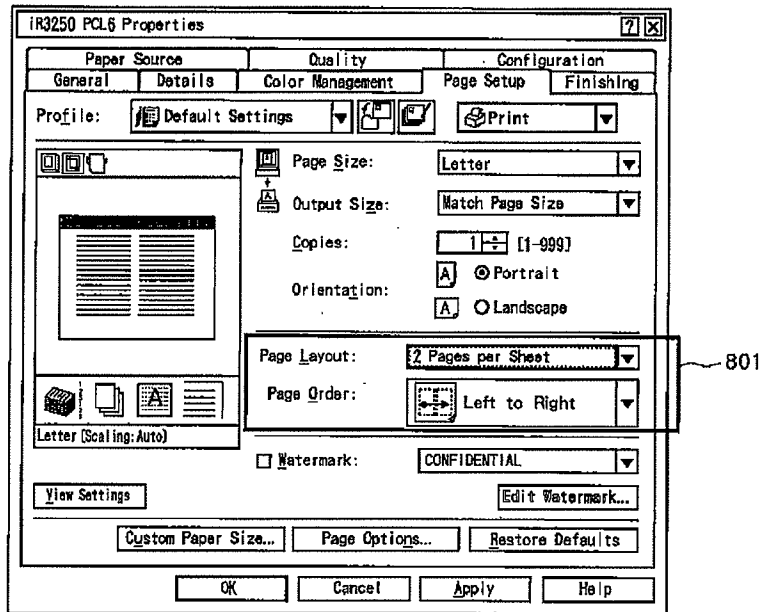 iR3250 PCL6 Properties ? X
Paper Source Quality Configuration
General Details Color Management Page Setup Finishing
Profile: Default Settings Print
Page Size: Letter
Output Size: Match Page Size
Copies: 1 [1-999]
Orientation: A Portrait
A Landscape
Page Layout: 2 Pages per Sheet
801
Page Order: Left to Right
A
Letter [Scaling:Auto]
Watermark: CONFIDENTIAL
View Settings Edit Watermark...
Custom Paper Size... Page Options... Restore Defaults
OK Cancel Apply Help